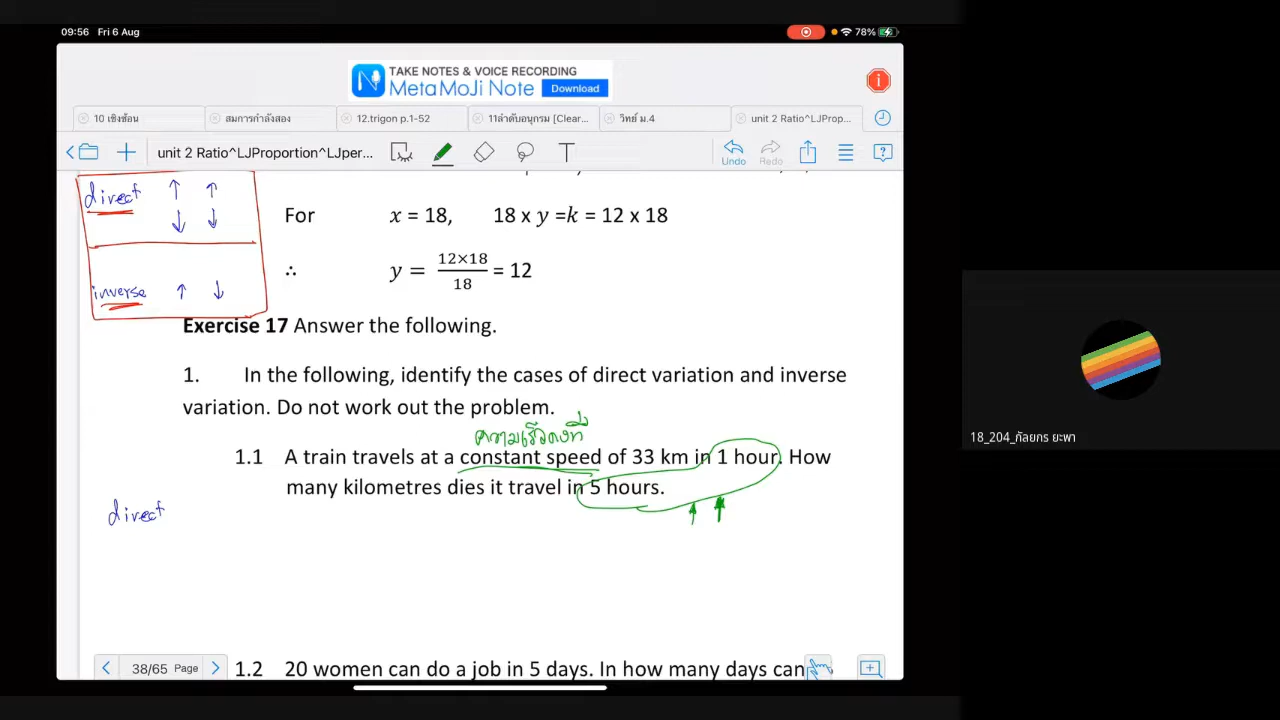 09:56 Fri 6 Aug
78%
TAKE NOTES & VOICE RECORDING
MetaMoJi Note Download
10 เชิงซ้อน
สมการกำลังสอง
12.trigon p.1-52
11ลำดับอนุกรม [Clear...
วิทย์ ม.4
unit 2 Ratio^LJProp...
unit 2 Ratio^LJProportion^LJper...
T
Undo
Redo
direct ↑ ↑
↓ ↓
inverse ↑ ↓
For x = 18, 18 x y =k = 12 x 18
∴ y = 12×18/18 = 12
Exercise 17 Answer the following.
1. In the following, identify the cases of direct variation and inverse
variation. Do not work out the problem.
ความเร็วคงที่
1.1 A train travels at a constant speed of 33 km in 1 hour. How
many kilometres dies it travel in 5 hours.
↑ ↑
direct
38/65 Page
1.2 20 women can do a job in 5 days. In how many days can
18_204_กัลยกร ยะพา